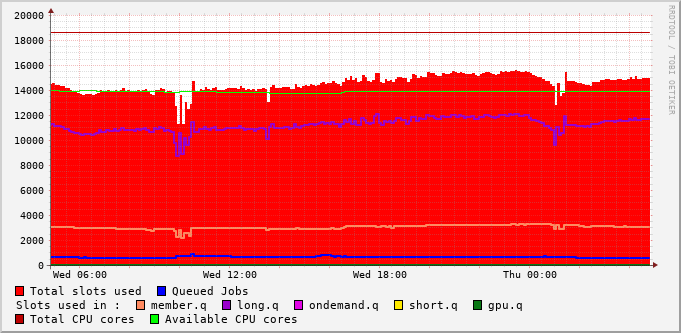 20000
18000
16000
14000
12000
10000
8000
6000
4000
2000
0
Wed 06:00 Wed 12:00 Wed 18:00 Thu 00:00
Total slots used Queued Jobs
Slots used in : member.q long.q ondemand.q short.q gpu.q
Total CPU cores Available CPU cores
RRDTOOL / TOBI OETIKER